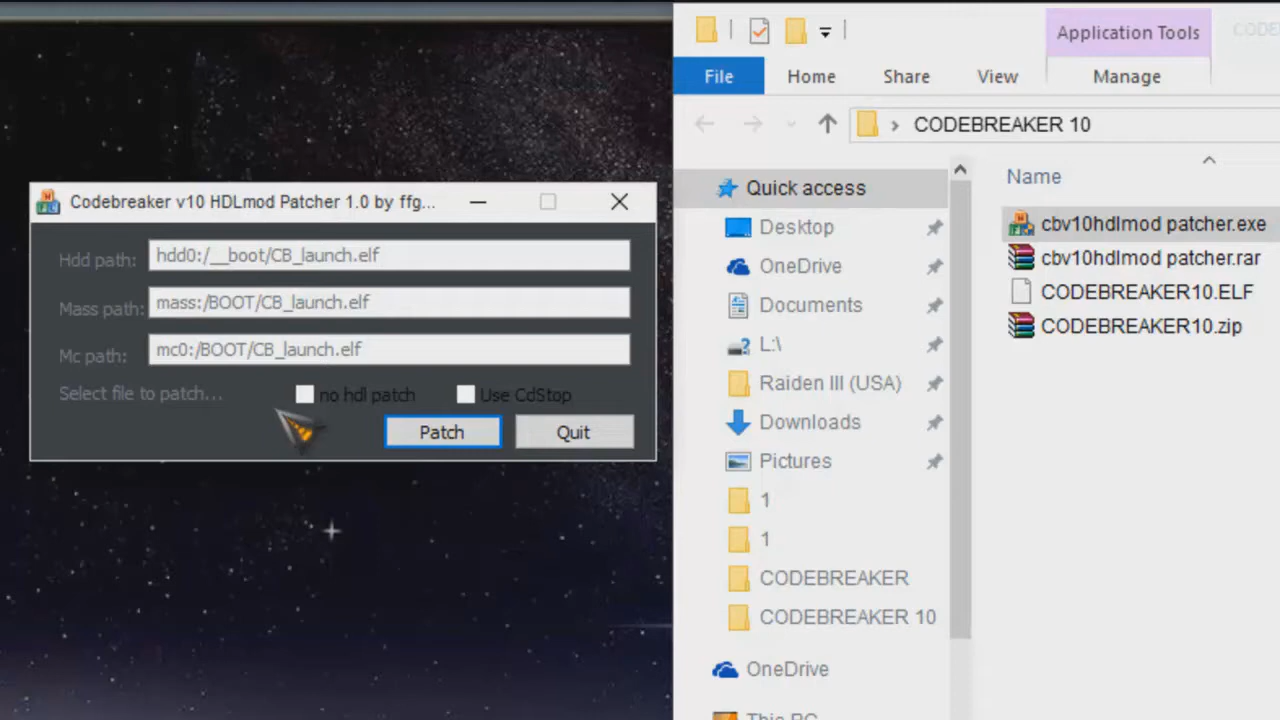 Codebreaker v10 HDLmod Patcher 1.0 by ffg...
Hdd path: hdd0:/__boot/CB_launch.elf
Mass path: mass:/BOOT/CB_launch.elf
Mc path: mc0:/BOOT/CB_launch.elf
Select file to patch... no hdl patch Use CdStop
Patch Quit
Application Tools
CODEB
File Home Share View Manage
CODEBREAKER 10
Quick access
Desktop
OneDrive
Documents
L:\
Raiden III (USA)
Downloads
Pictures
1
1
CODEBREAKER
CODEBREAKER 10
OneDrive
This PC
Name
cbv10hdlmod patcher.exe
cbv10hdlmod patcher.rar
CODEBREAKER10.ELF
CODEBREAKER10.zip